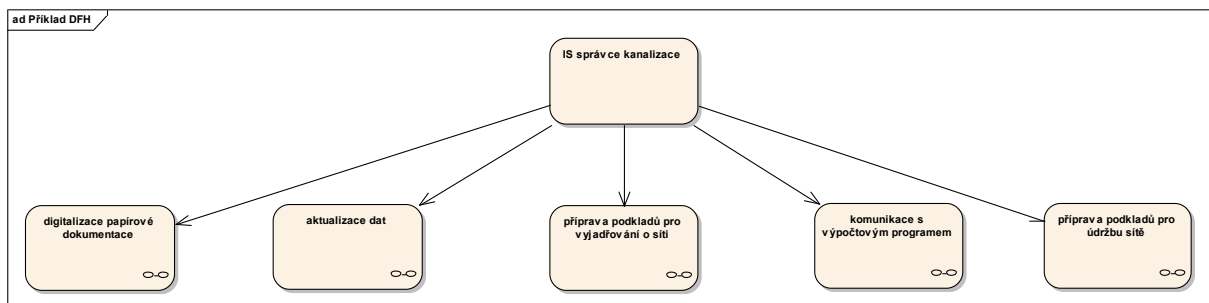 ad Příklad DFH
IS správce kanalizace
digitalizace papírové
dokumentace
aktualizace dat
příprava podkladů pro
vyjadřování o síti
komunikace s
výpočtovým programem
příprava podkladů pro
údržbu sítě